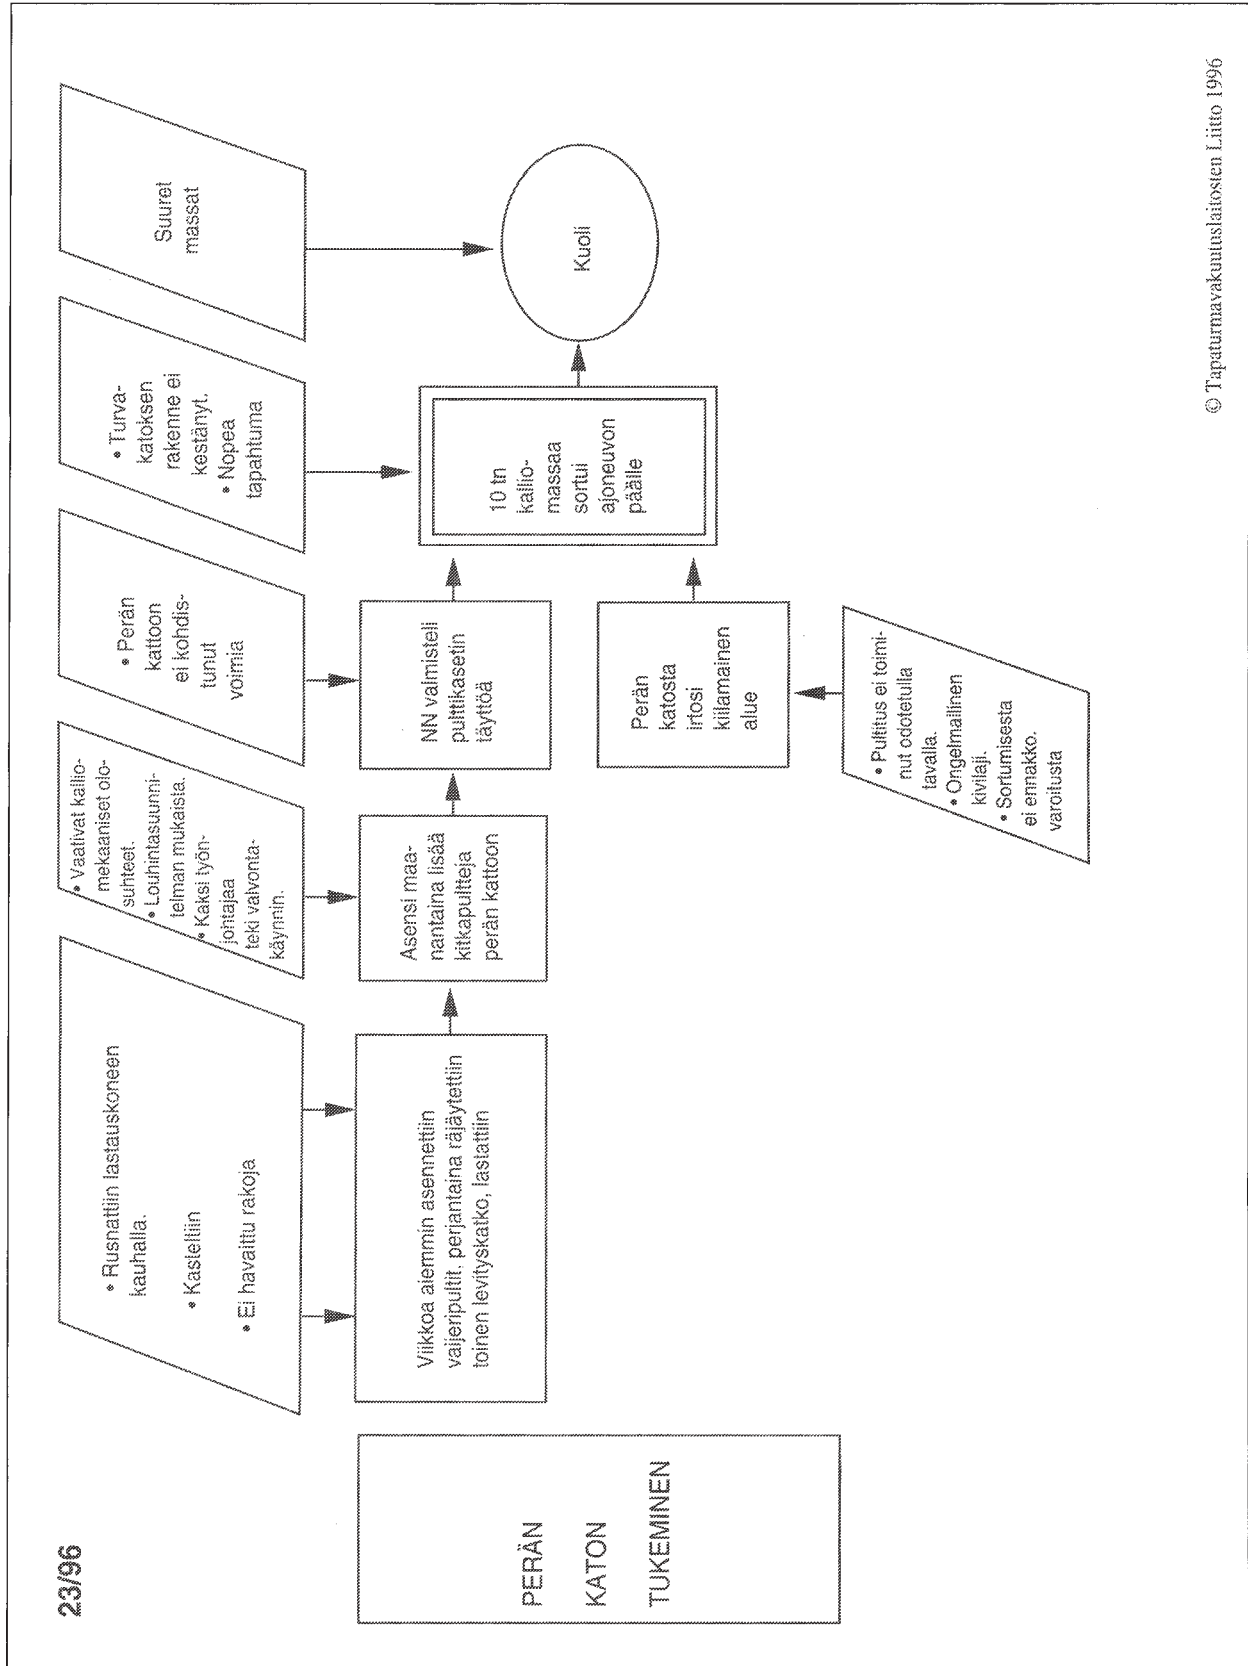 23/96
PERÄN
KATON
TUKEMINEN
• Rusnattiin lastauskoneen
kauhalla.
• Kasteltiin
• Ei havaittu rakoja
Viikkoa aiemmin asennettiin
vaijeripultit, perjantaina räjäytettiin
toinen levityskatko, lastattiin
• Vaativat kallio-
mekaaniset olo-
suhteet.
• Louhintasuunni-
telman mukaista.
• Kaksi työn-
johtajaa
teki valvonta-
käynnin.
Asensi maa-
nantaina lisää
kitkapultteja
perän kattoon
• Perän
kattoon
ei kohdis-
tunut
voimia
NN valmisteli
pulttikasetin
täyttöä
Perän
katosta
irtosi
kiilamainen
alue
• Pultitus ei toimi-
nut odotetulla
tavalla.
• Ongelmallinen
kivilaji.
• Sortumisesta
ei ennakko.
varoitusta
• Turva-
katoksen
rakenne ei
kestänyt.
• Nopea
tapahtuma
10 tn
kallio-
massaa
sortui
ajoneuvon
päälle
Suuret
massat
Kuoli
© Tapaturmavakuutuslaitosten Liitto 1996